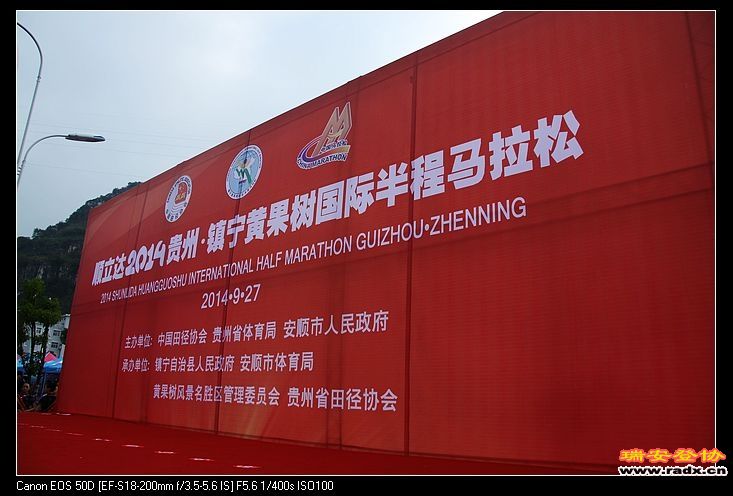 CHINA MARATHON
顺立达2014贵州·镇宁黄果树国际半程马拉松
2014 SHUNLIDA HUANGGUOSHU INTERNATIONAL HALF MARATHON GUIZHOU·ZHENNING
2014·9·27
主办单位：中国田径协会 贵州省体育局 安顺市人民政府
承办单位：镇宁自治县人民政府 安顺市体育局
黄果树风景名胜区管理委员会 贵州省田径协会
瑞安登协
www.radx.cn
Canon EOS 50D [EF-S18-200mm f/3.5-5.6 IS] F5.6 1/400s ISO100